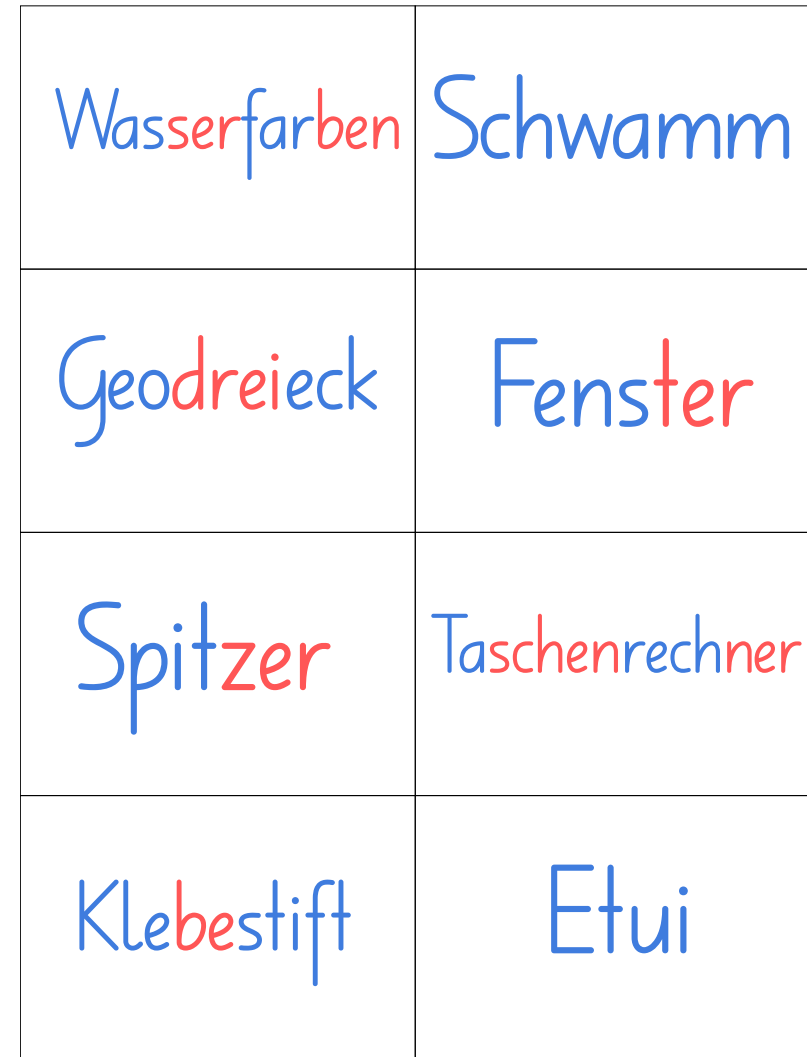 Wasserfarben
Schwamm
Geodreieck
Fenster
Spitzer
Taschenrechner
Klebestift
Etui